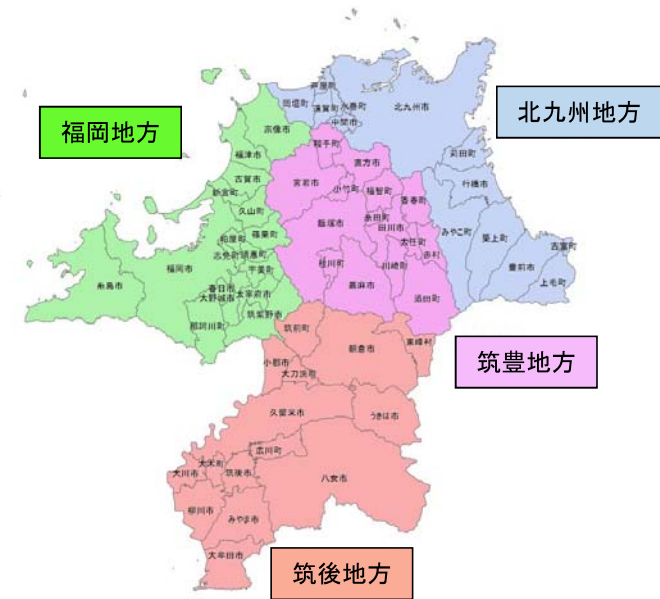 福岡地方
北九州地方
筑豊地方
筑後地方
芦屋町
岡垣町
遠賀町
水巻町
中間市
北九州市
宗像市
鞍手町
直方市
苅田町
福津市
古賀市
宮若市
小竹町
福智町
香春町
行橋市
新宮町
久山町
飯塚市
糸田町
田川市
みやこ町
築上町
吉富町
粕屋町
篠栗町
大任町
赤村
豊前市
上毛町
福岡市
志免町
須恵町
宇美町
桂川町
川崎町
嘉麻市
添田町
糸島市
春日市
大野城市
太宰府市
筑紫野市
那珂川町
筑前町
朝倉市
東峰村
小郡市
大刀洗町
久留米市
うきは市
広川町
大木町
大川市
筑後市
八女市
柳川市
みやま市
大牟田市